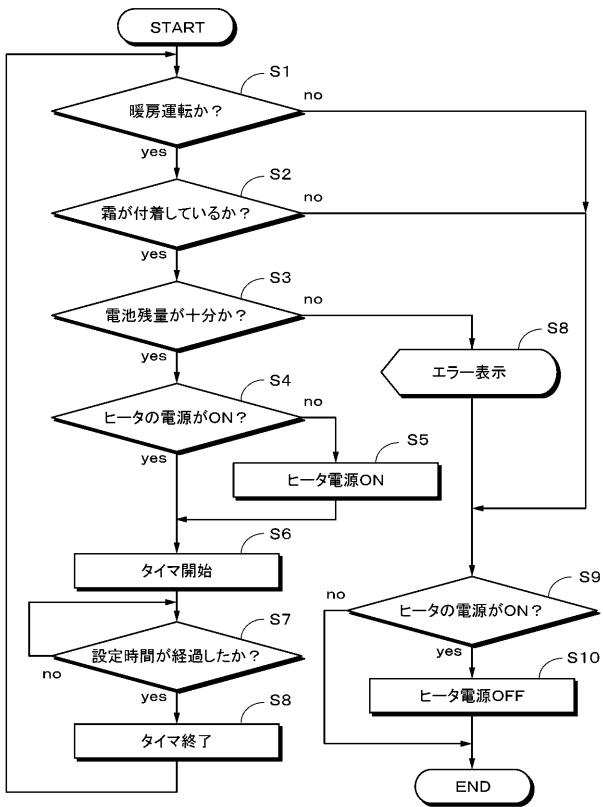 START
S1
暖房運転か?
no
yes
S2
霜が付着しているか?
no
yes
S3
電池残量が十分か?
no
yes
S8
エラー表示
S4
ヒータの電源がON?
no
yes
S5
ヒータ電源ON
S6
タイマ開始
S7
設定時間が経過したか?
no
yes
S8
タイマ終了
S9
ヒータの電源がON?
no
yes
S10
ヒータ電源OFF
END